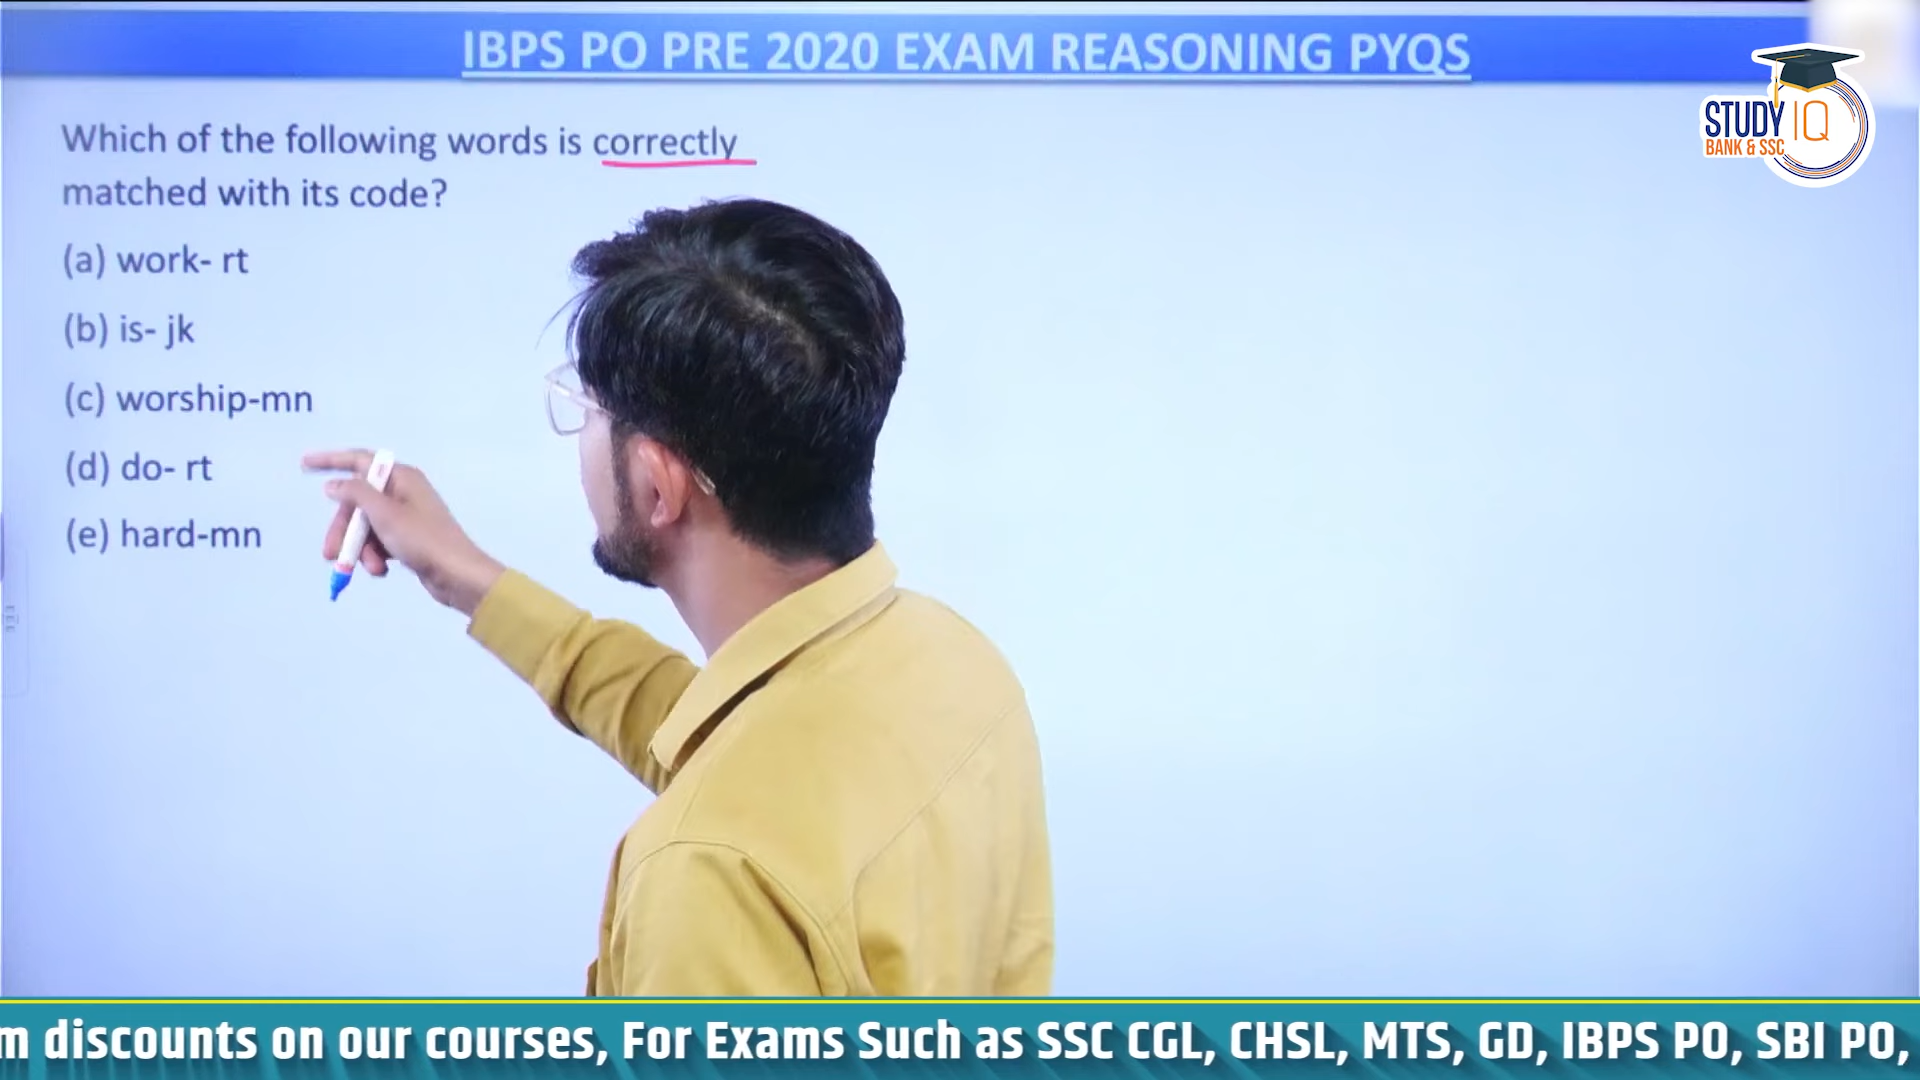 IBPS PO PRE 2020 EXAM REASONING PYQS
STUDY IQ
BANK & SSC
Which of the following words is correctly
matched with its code?
(a) work- rt
(b) is- jk
(c) worship-mn
(d) do- rt
(e) hard-mn
m discounts on our courses, For Exams Such as SSC CGL, CHSL, MTS, GD, IBPS PO, SBI PO,